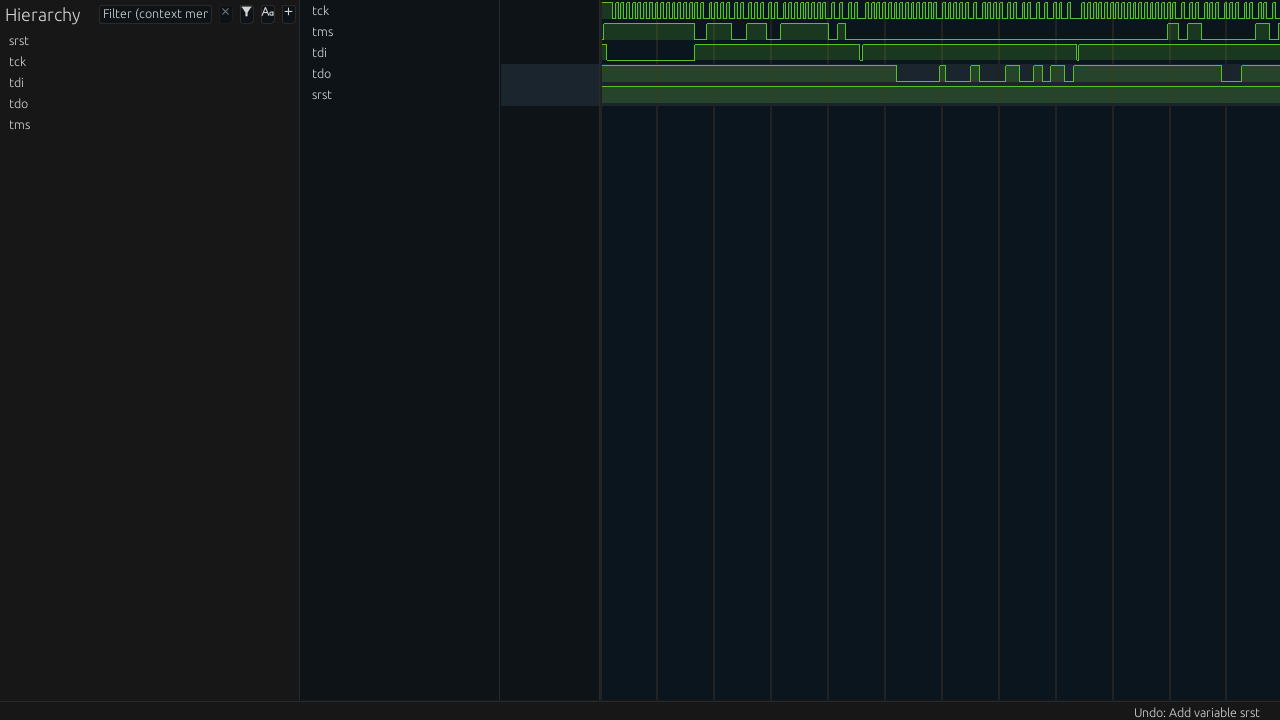 Hierarchy
Filter (context mer
× Aa +
srst
tck
tdi
tdo
tms
tck
tms
tdi
tdo
srst
Undo: Add variable srst